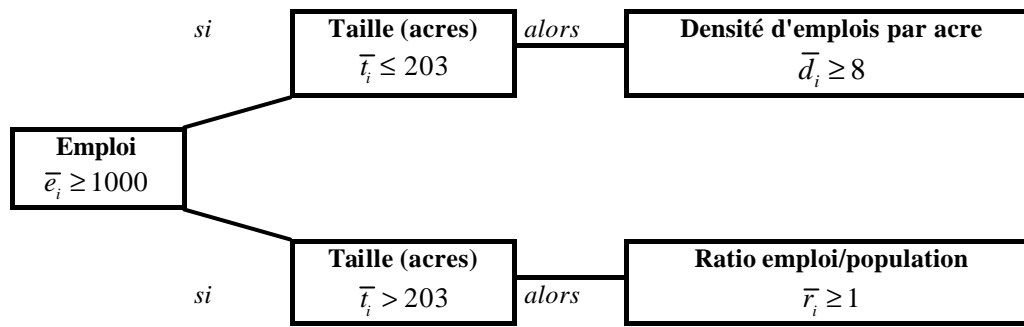 si
Taille (acres)
t̅ᵢ ≤ 203
alors
Densité d'emplois par acre
d̅ᵢ ≥ 8
Emploi
e̅ᵢ ≥ 1000
si
Taille (acres)
t̅ᵢ > 203
alors
Ratio emploi/population
r̅ᵢ ≥ 1